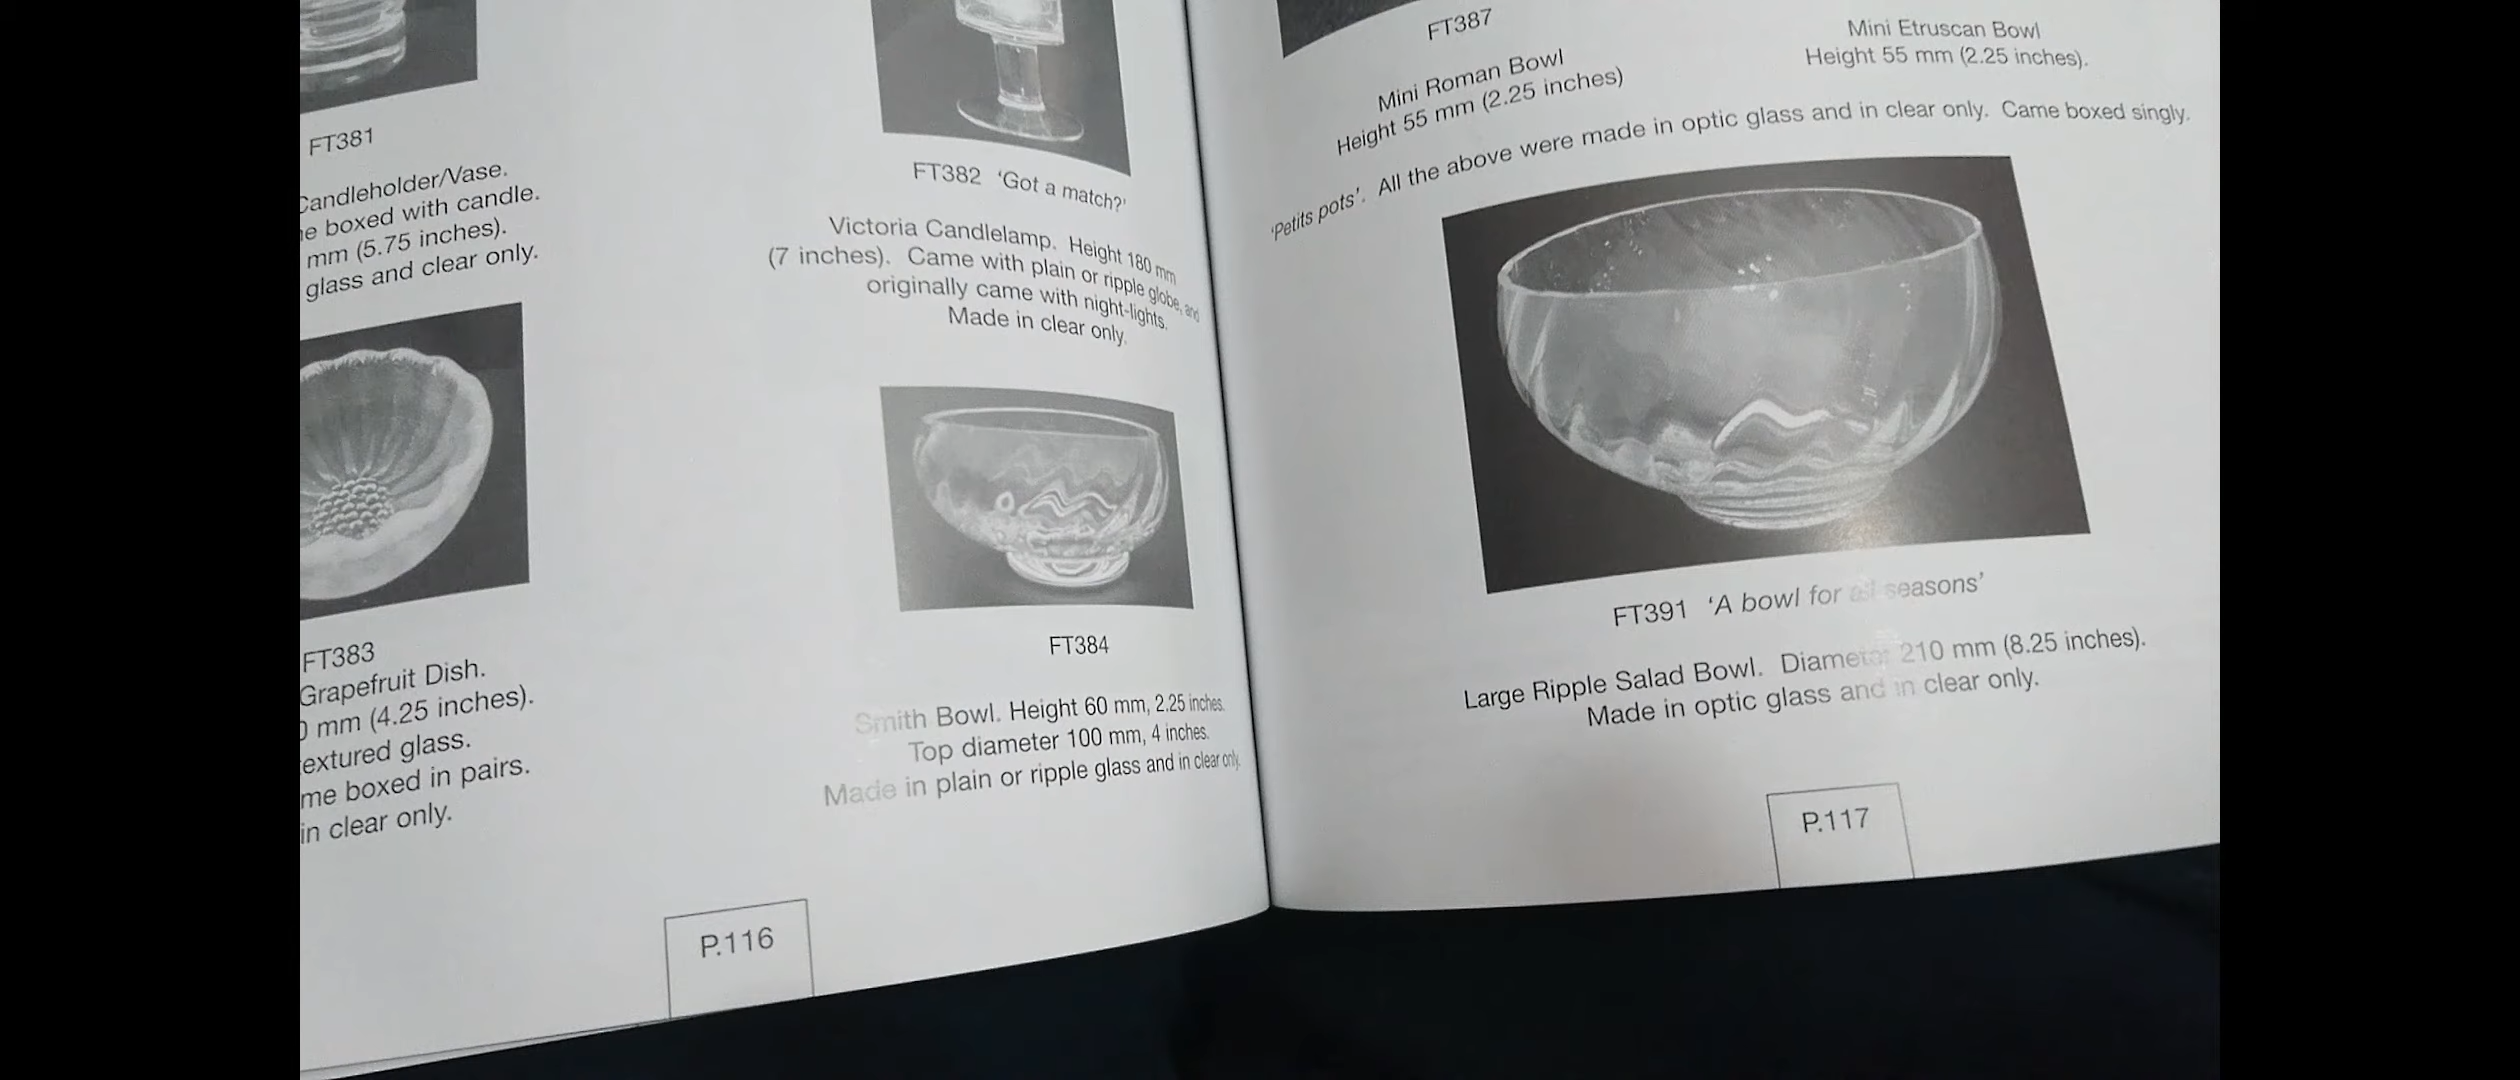 FT381
Candleholder/Vase.
boxed with candle.
mm (5.75 inches).
glass and clear only.
FT382 'Got a match?'
Victoria Candlelamp. Height 180 mm
(7 inches). Came with plain or ripple globe, and
originally came with night-lights.
Made in clear only.
FT383
Grapefruit Dish.
mm (4.25 inches).
extured glass.
me boxed in pairs.
in clear only.
FT384
Smith Bowl. Height 60 mm, 2.25 inches.
Top diameter 100 mm, 4 inches.
Made in plain or ripple glass and in clear only.
P.116
FT387
Mini Roman Bowl
Height 55 mm (2.25 inches)
Mini Etruscan Bowl
Height 55 mm (2.25 inches).
'Petits pots'. All the above were made in optic glass and in clear only. Came boxed singly.
FT391 'A bowl for all seasons'
Large Ripple Salad Bowl. Diameter 210 mm (8.25 inches).
Made in optic glass and in clear only.
P.117